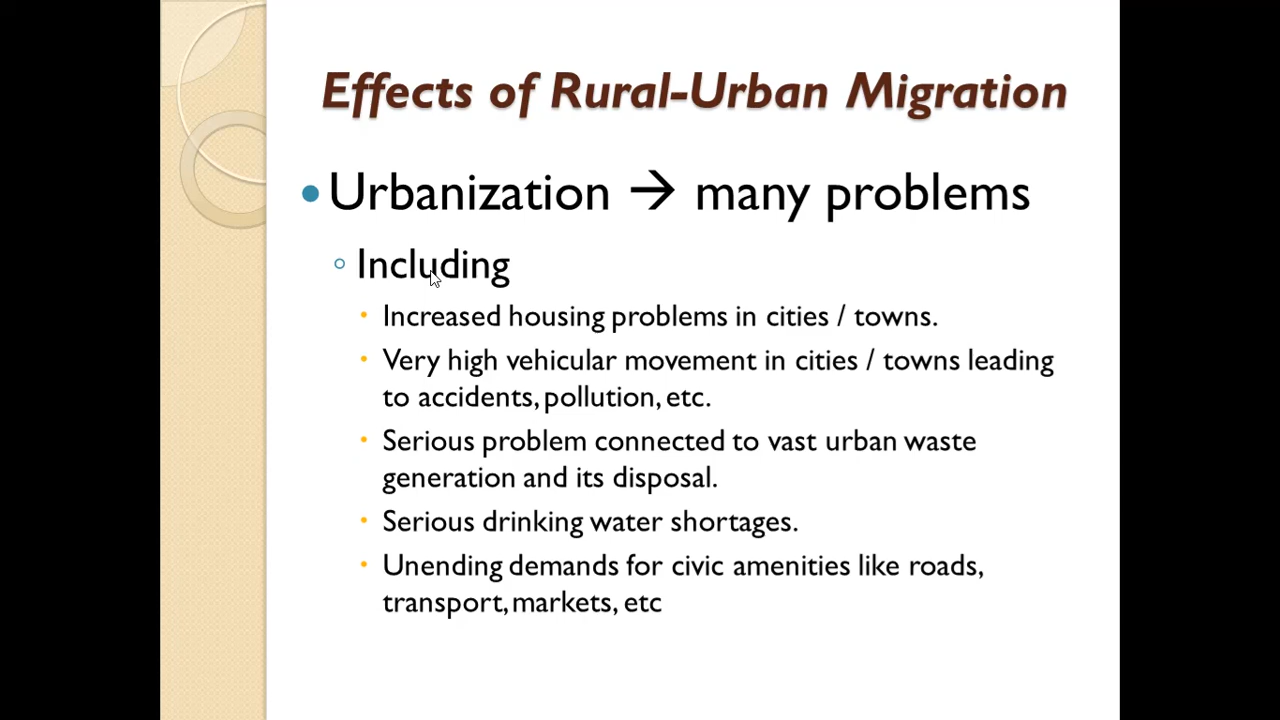 Effects of Rural-Urban Migration
• Urbanization → many problems
◦ Including
• Increased housing problems in cities / towns.
• Very high vehicular movement in cities / towns leading
to accidents, pollution, etc.
• Serious problem connected to vast urban waste
generation and its disposal.
• Serious drinking water shortages.
• Unending demands for civic amenities like roads,
transport, markets, etc